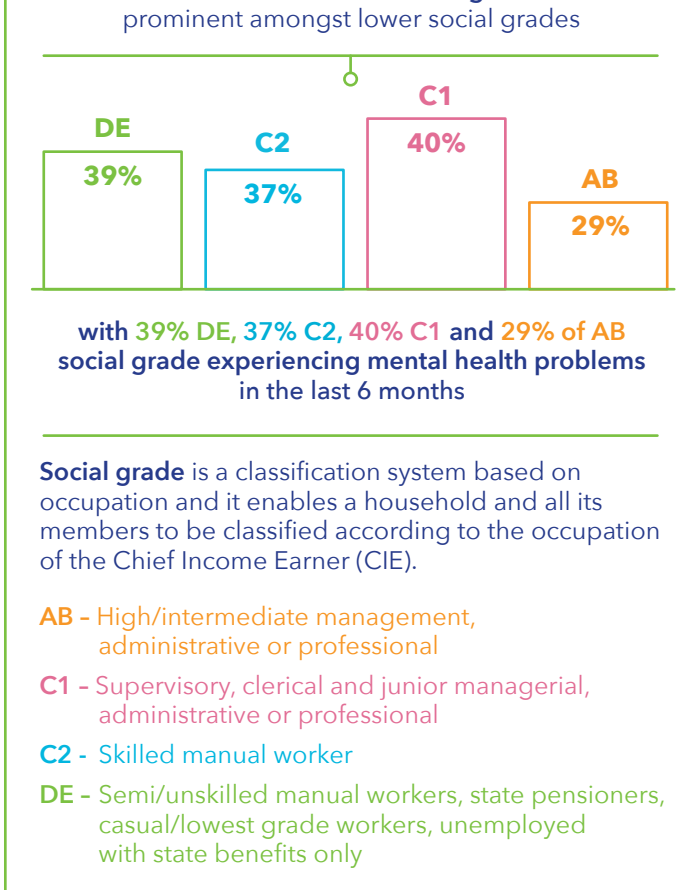 prominent amongst lower social grades
C1
DE
40%
C2
39%
37%
AB
29%
with 39% DE, 37% C2, 40% C1 and 29% of AB
social grade experiencing mental health problems
in the last 6 months
Social grade is a classification system based on
occupation and it enables a household and all its
members to be classified according to the occupation
of the Chief Income Earner (CIE).
AB – High/intermediate management,
administrative or professional
C1 – Supervisory, clerical and junior managerial,
administrative or professional
C2 - Skilled manual worker
DE – Semi/unskilled manual workers, state pensioners,
casual/lowest grade workers, unemployed
with state benefits only